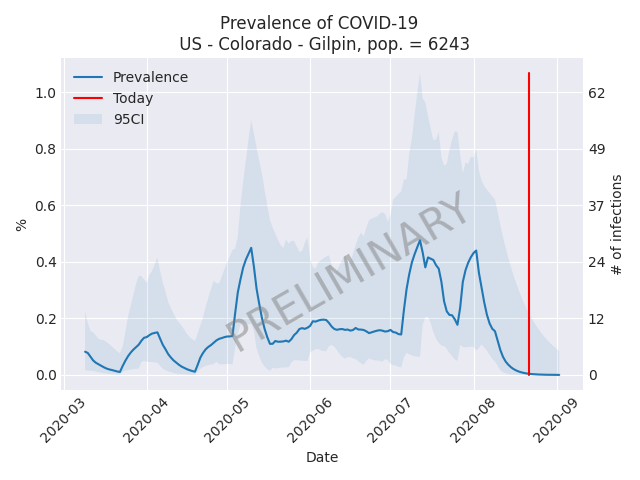 Prevalence of COVID-19
US - Colorado - Gilpin, pop. = 6243
Prevalence
Today
95CI
1.0
0.8
0.6
0.4
0.2
0.0
%
62
49
37
24
12
0
# of infections
PRELIMINARY
2020-03
2020-04
2020-05
2020-06
2020-07
2020-08
2020-09
Date